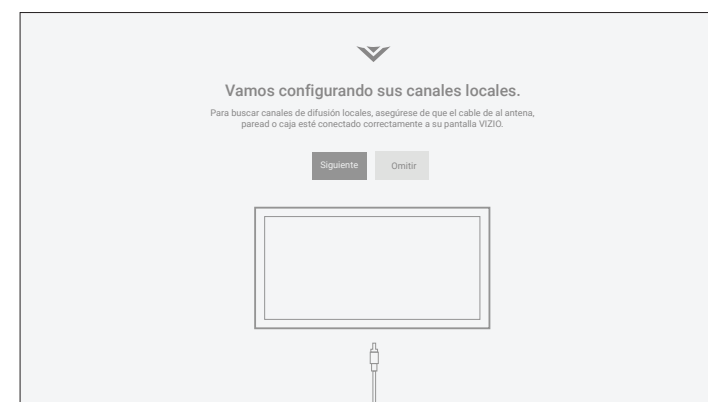 Vamos configurando sus canales locales.
Para buscar canales de difusión locales, asegúrese de que el cable de al antena,
paread o caja esté conectado correctamente a su pantalla VIZIO.
Siguiente
Omitir